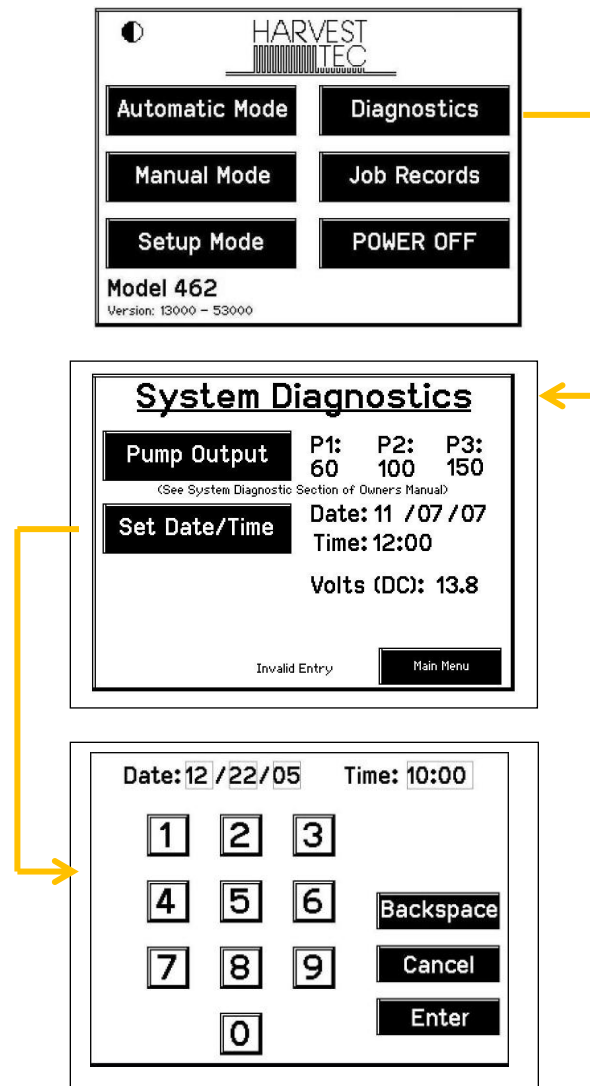 HARVEST
TEC
Automatic Mode Diagnostics
Manual Mode Job Records
Setup Mode POWER OFF
Model 462
Version: 13000 - 53000
System Diagnostics
Pump Output P1: P2: P3:
60 100 150
(See System Diagnostic Section of Owners Manual)
Set Date/Time Date: 11 /07/07
Time: 12:00
Volts (DC): 13.8
Invalid Entry Main Menu
Date: 12 /22/05 Time: 10:00
1 2 3
4 5 6 Backspace
7 8 9 Cancel
0 Enter